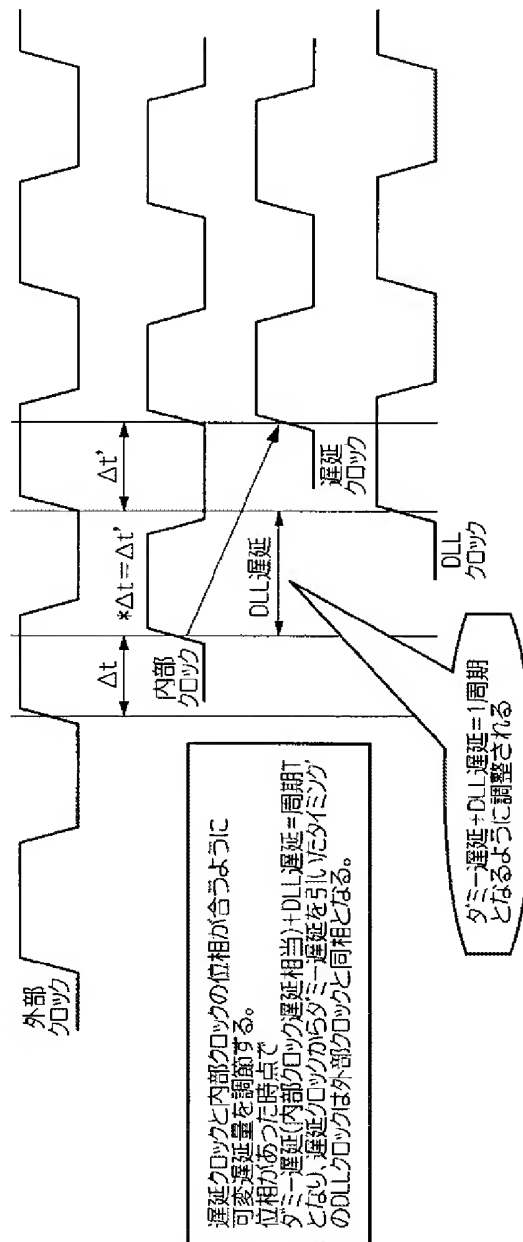 外部
クロック
Δt
*Δt=Δt'
Δt'
内部
クロック
DLL遅延
遅延
クロック
DLL
クロック
遅延クロックと内部クロックの位相が合うように
可変遅延量を調節する。
位相があった時点で
ダミー遅延(内部クロック遅延相当)+DLL遅延=周期T
となり、遅延クロックからダミー遅延を引いたタイミング
のDLLクロックは外部クロックと同相となる。
ダミー遅延+DLL遅延=1周期
となるように調整される